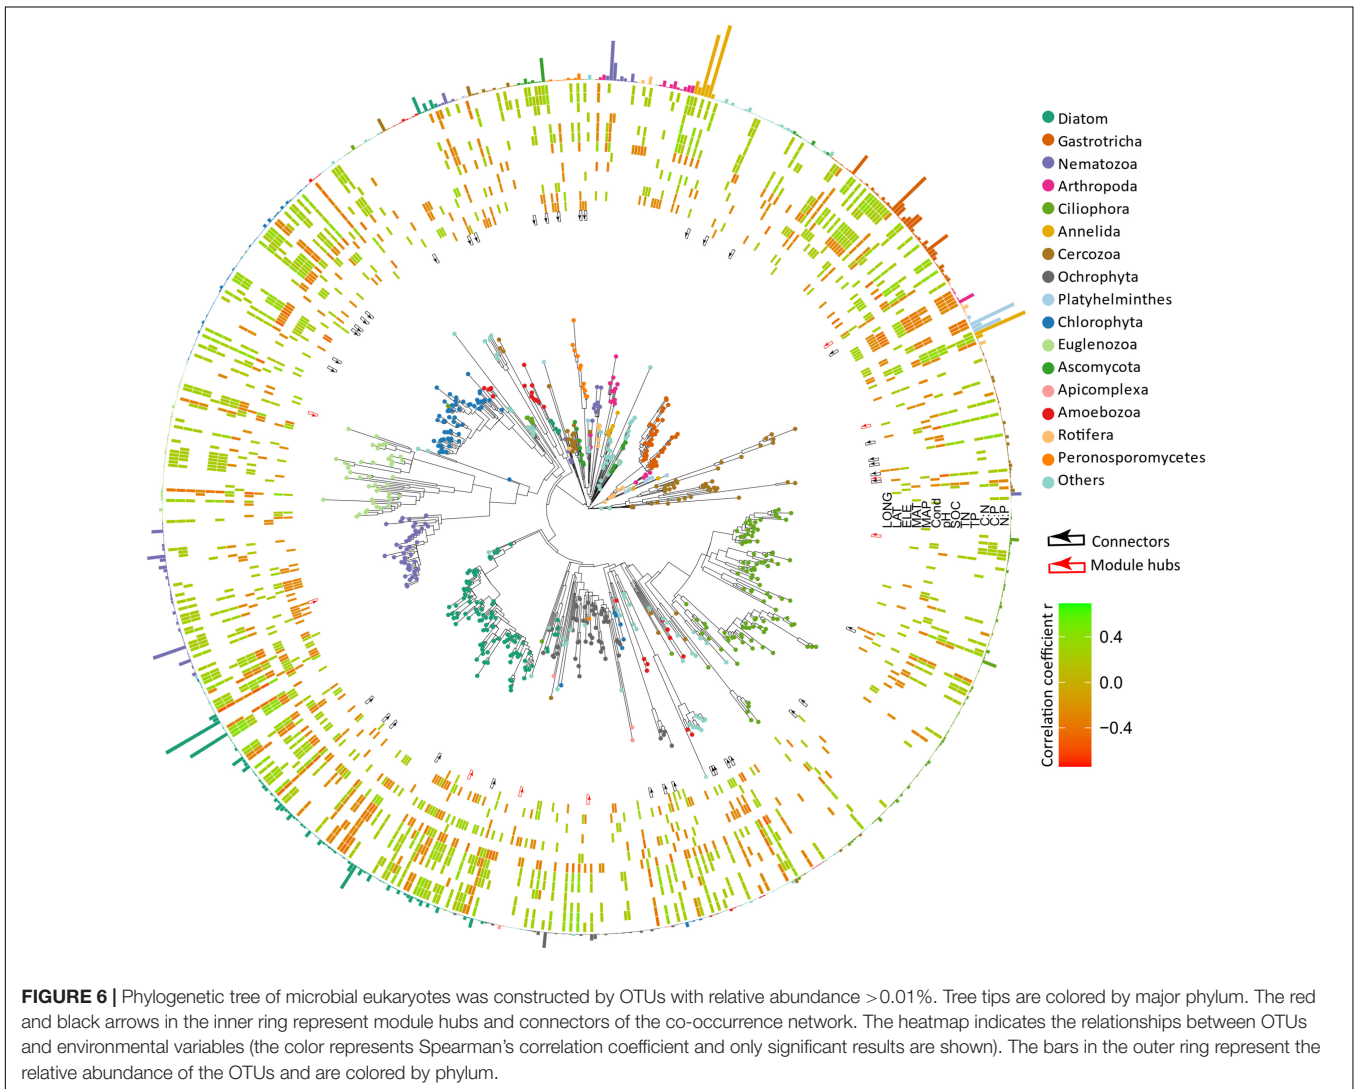 Diatom
Gastrotricha
Nematozoa
Arthropoda
Ciliophora
Annelida
Cercozoa
Ochrophyta
Platyhelminthes
Chlorophyta
Euglenozoa
Ascomycota
Apicomplexa
Amoebozoa
Rotifera
Peronosporomycetes
Others
LONG
LAT
ELE
MAT
MAP
Cond
pH
SOC
TN
TP
C:N
C:P
N:P
Connectors
Module hubs
Correlation coefficient r
0.4
0.0
−0.4
FIGURE 6 | Phylogenetic tree of microbial eukaryotes was constructed by OTUs with relative abundance >0.01%. Tree tips are colored by major phylum. The red
and black arrows in the inner ring represent module hubs and connectors of the co-occurrence network. The heatmap indicates the relationships between OTUs
and environmental variables (the color represents Spearman's correlation coefficient and only significant results are shown). The bars in the outer ring represent the
relative abundance of the OTUs and are colored by phylum.